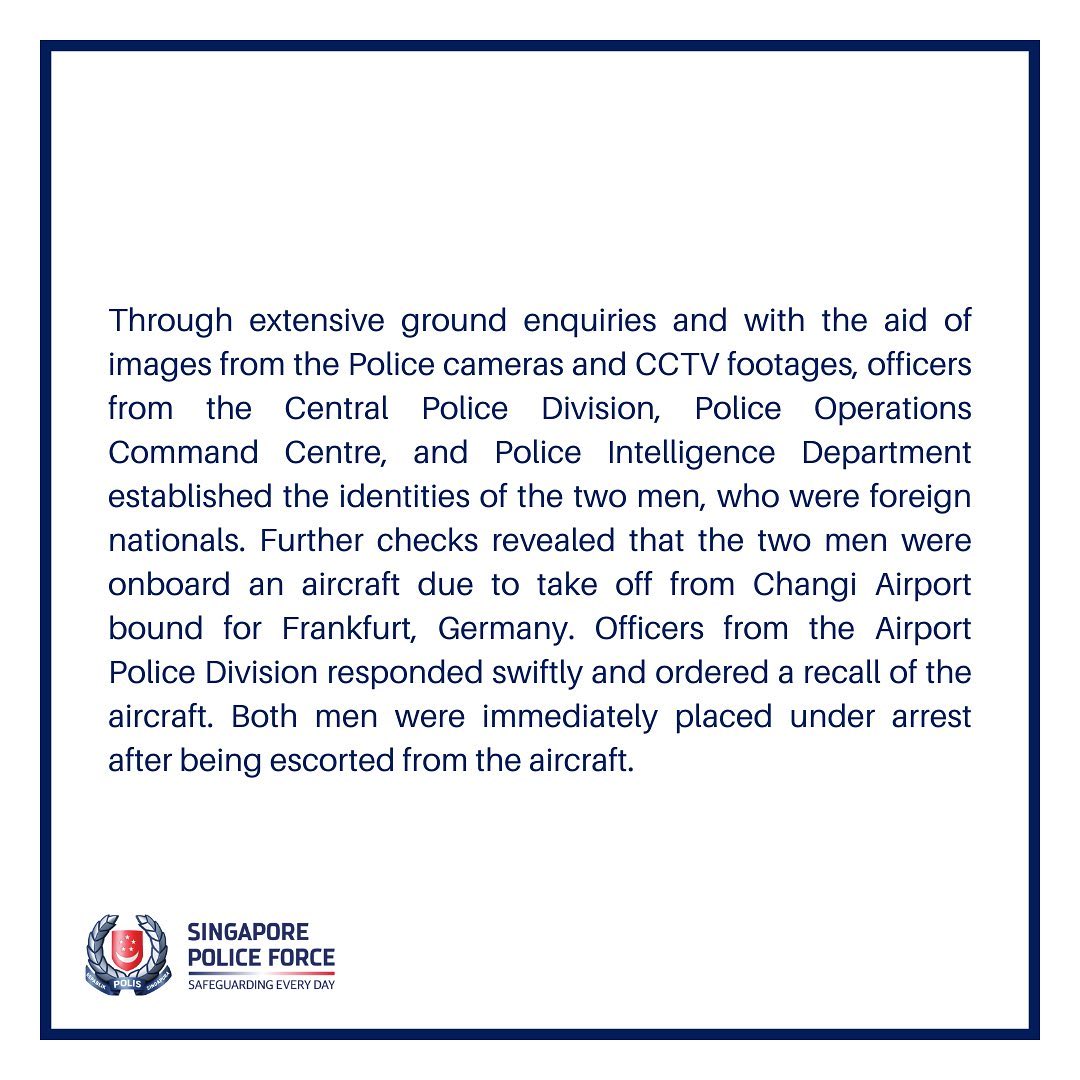 Through extensive ground enquiries and with the aid of
images from the Police cameras and CCTV footages, officers
from the Central Police Division, Police Operations
Command Centre, and Police Intelligence Department
established the identities of the two men, who were foreign
nationals. Further checks revealed that the two men were
onboard an aircraft due to take off from Changi Airport
bound for Frankfurt, Germany. Officers from the Airport
Police Division responded swiftly and ordered a recall of the
aircraft. Both men were immediately placed under arrest
after being escorted from the aircraft.
REPUBLIK POLIS SINGAPURA
SINGAPORE
POLICE FORCE
SAFEGUARDING EVERY DAY